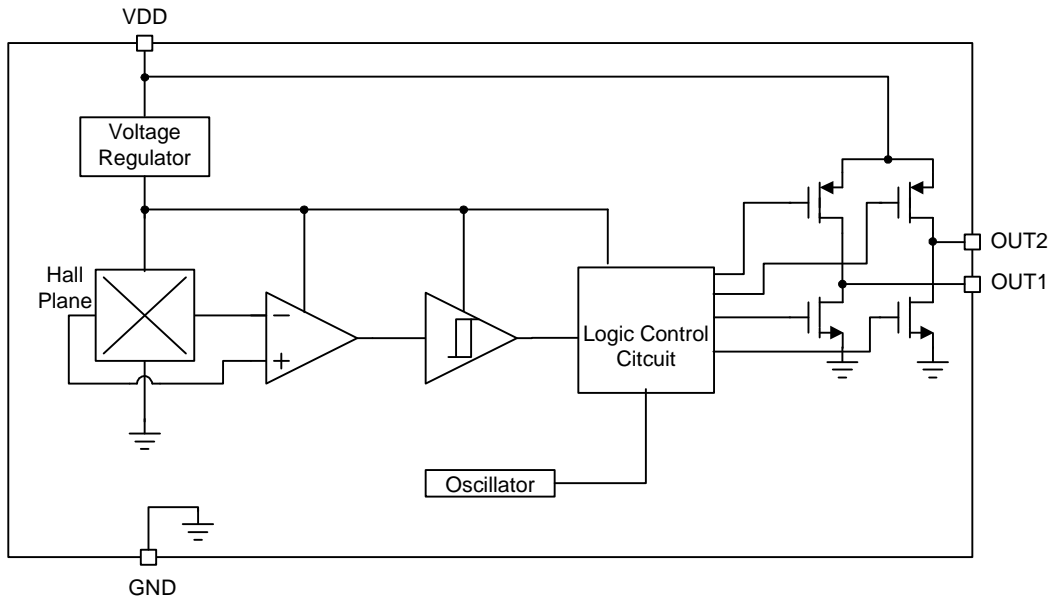 VDD
Voltage
Regulator
Hall
Plane
−
+
Logic Control
Citcuit
OUT2
OUT1
Oscillator
GND